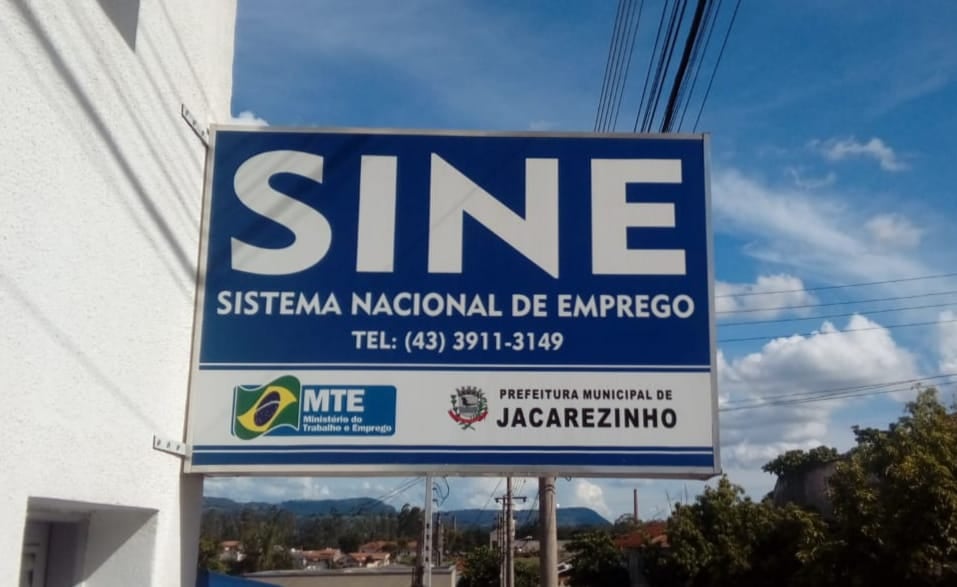 SINE
SISTEMA NACIONAL DE EMPREGO
TEL: (43) 3911-3149
MTE
Ministério do
Trabalho e Emprego
PREFEITURA MUNICIPAL DE
JACAREZINHO